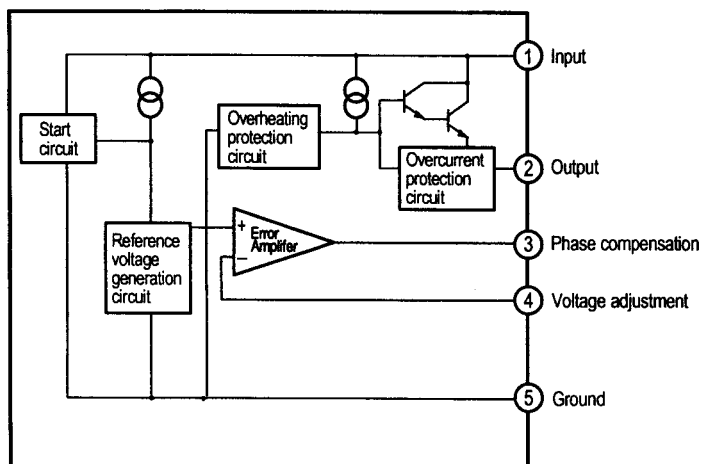 1 Input
Start
circuit
Overheating
protection
circuit
Overcurrent
protection
circuit
2 Output
Reference
voltage
generation
circuit
+ Error
Amplifer
−
3 Phase compensation
4 Voltage adjustment
5 Ground